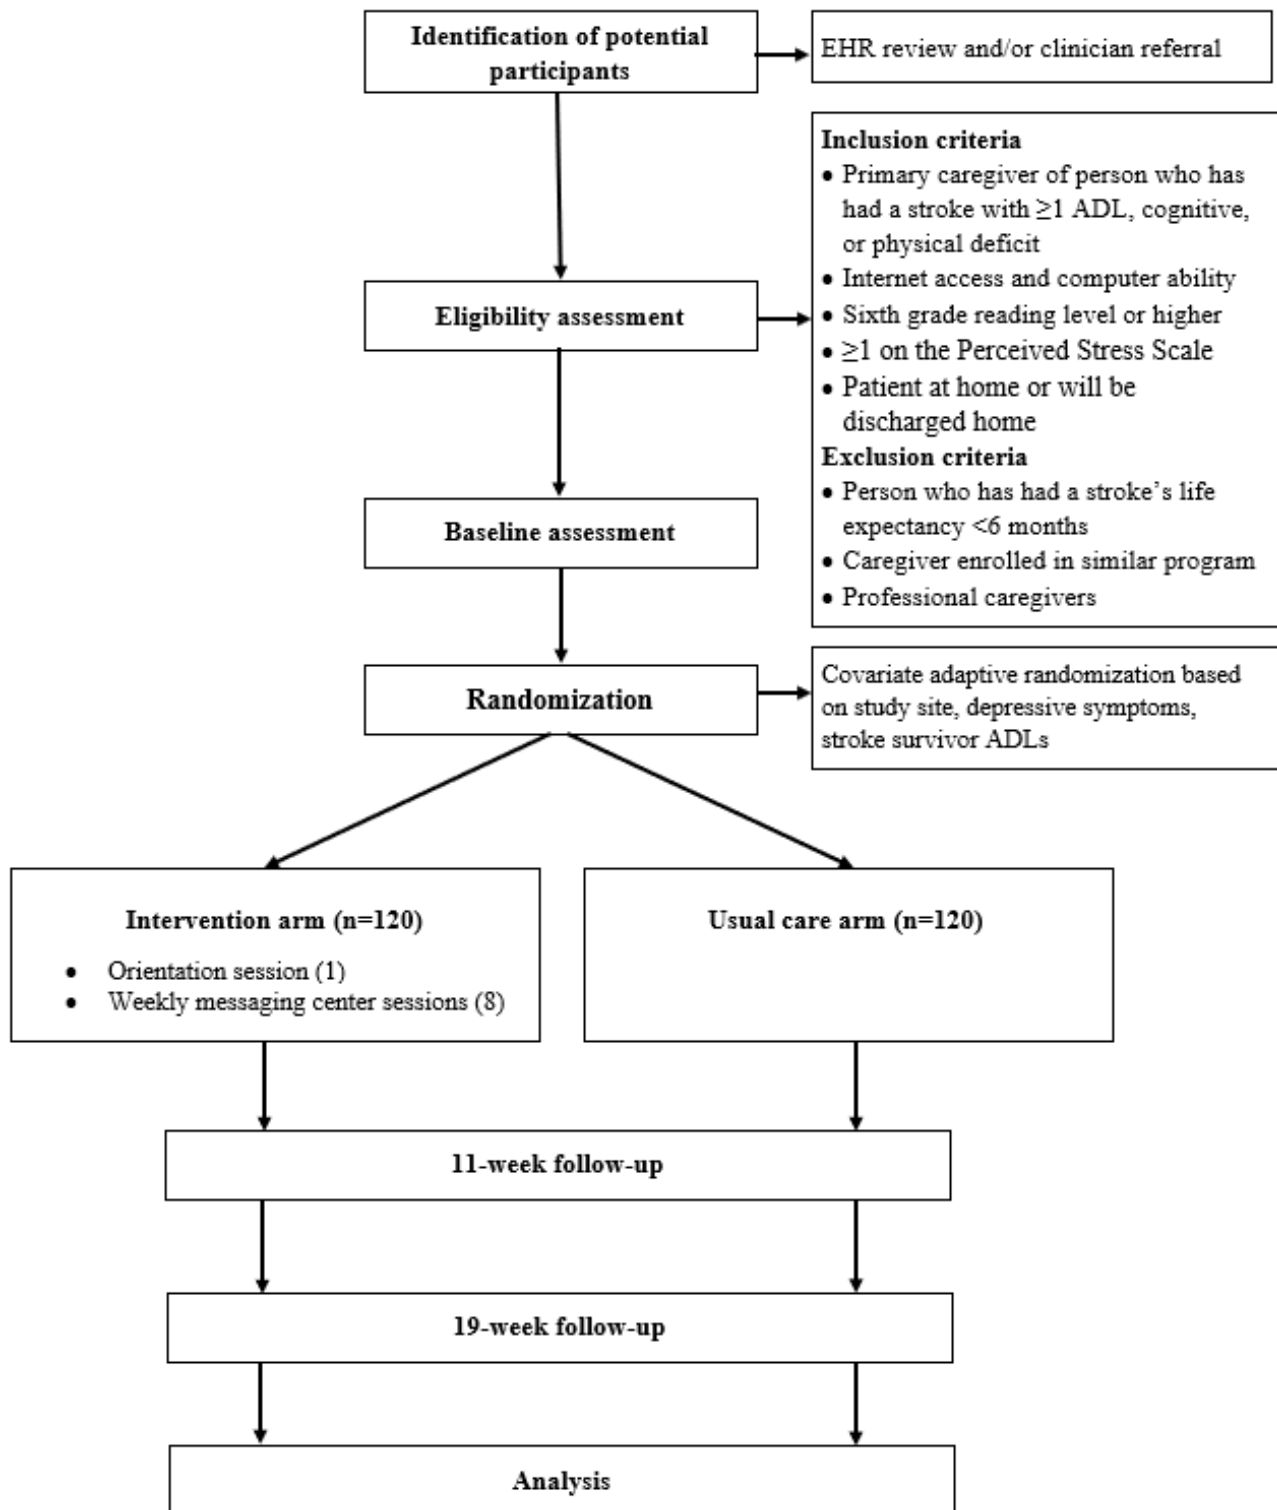 Identification of potential
participants
EHR review and/or clinician referral
Inclusion criteria
• Primary caregiver of person who has
had a stroke with ≥1 ADL, cognitive,
or physical deficit
• Internet access and computer ability
• Sixth grade reading level or higher
• ≥1 on the Perceived Stress Scale
• Patient at home or will be
discharged home
Exclusion criteria
• Person who has had a stroke’s life
expectancy <6 months
• Caregiver enrolled in similar program
• Professional caregivers
Eligibility assessment
Baseline assessment
Randomization
Covariate adaptive randomization based
on study site, depressive symptoms,
stroke survivor ADLs
Intervention arm (n=120)
• Orientation session (1)
• Weekly messaging center sessions (8)
Usual care arm (n=120)
11-week follow-up
19-week follow-up
Analysis